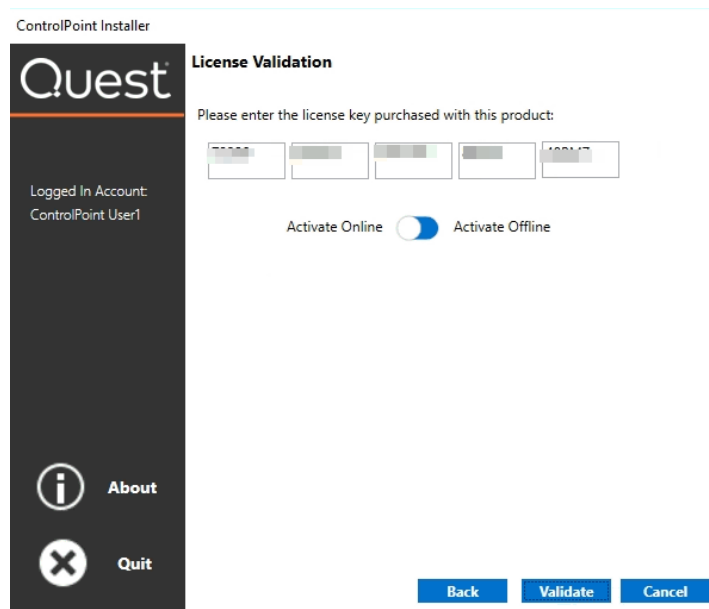 ControlPoint Installer
Quest
License Validation
Please enter the license key purchased with this product:
Logged In Account:
ControlPoint User1
Activate Online
Activate Offline
About
Quit
Back
Validate
Cancel